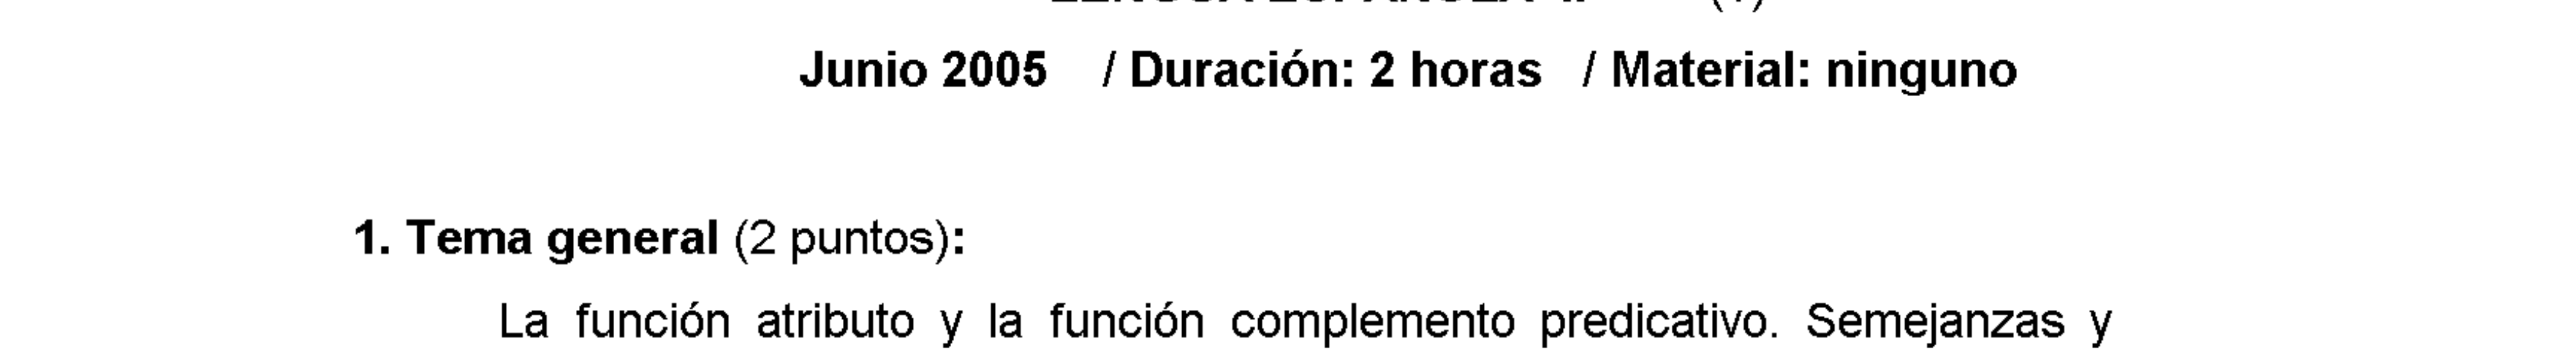 Junio 2005 / Duración: 2 horas / Material: ninguno
1. Tema general (2 puntos):
La función atributo y la función complemento predicativo. Semejanzas y